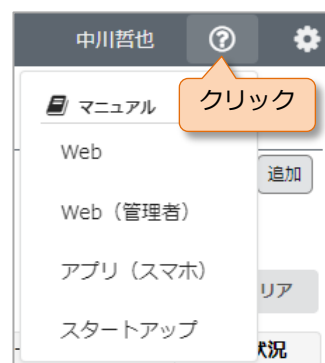 中川哲也
クリック
マニュアル
Web
追加
Web（管理者）
アプリ（スマホ）
リア
スタートアップ
状況